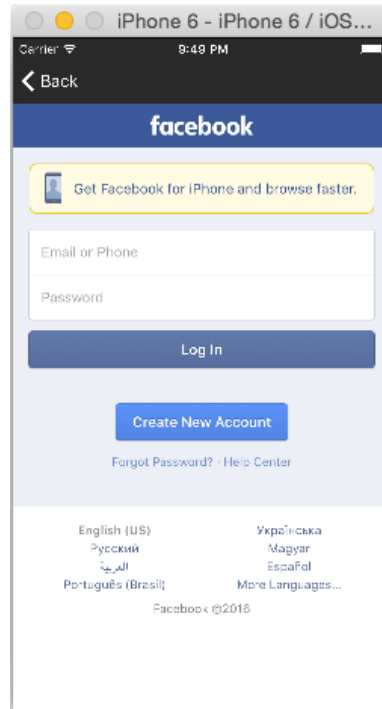 iPhone 6 - iPhone 6 / iOS...
Carrier 9:49 PM
Back
facebook
Get Facebook for iPhone and browse faster.
Email or Phone
Password
Log In
Create New Account
Forgot Password? · Help Center
English (US) Українська
Русский Magyar
العربية Español
Português (Brasil) More Languages...
Facebook ©2016